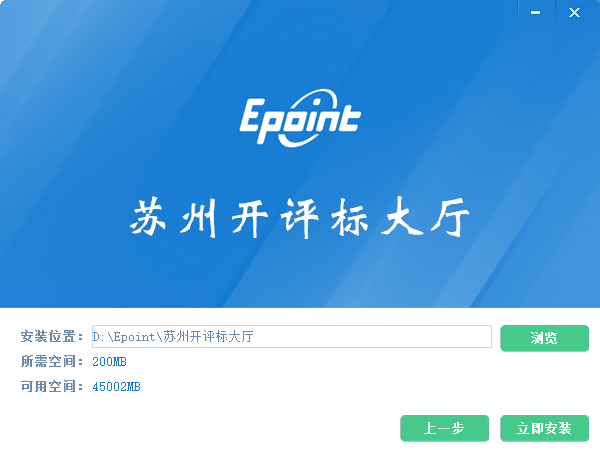 Epoint
苏州开评标大厅
安装位置： D:\Epoint\苏州开评标大厅 浏览
所需空间： 200MB
可用空间： 45002MB
上一步 立即安装